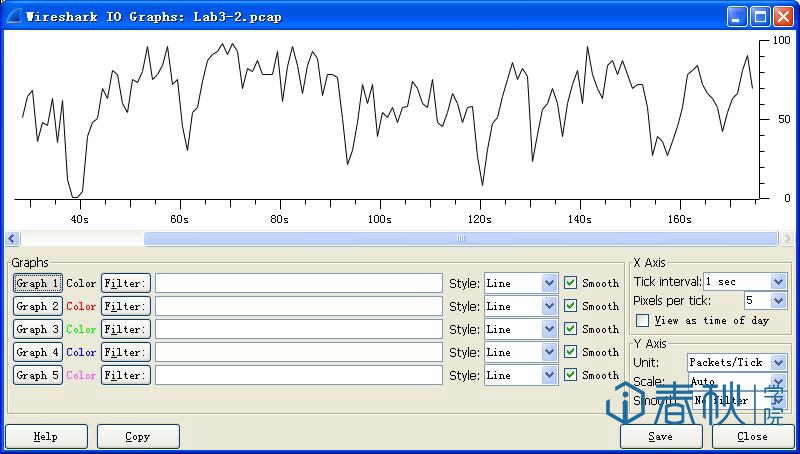 Wireshark IO Graphs: Lab3-2.pcap
100
50
0
40s 60s 80s 100s 120s 140s 160s
Graphs
Graph 1 Color Filter: Style: Line Smooth
Graph 2 Color Filter: Style: Line Smooth
Graph 3 Color Filter: Style: Line Smooth
Graph 4 Color Filter: Style: Line Smooth
Graph 5 Color Filter: Style: Line Smooth
X Axis
Tick interval: 1 sec
Pixels per tick: 5
View as time of day
Y Axis
Unit: Packets/Tick
Scale: Auto
Smooth: No filter
春秋学院
Help Copy Save Close